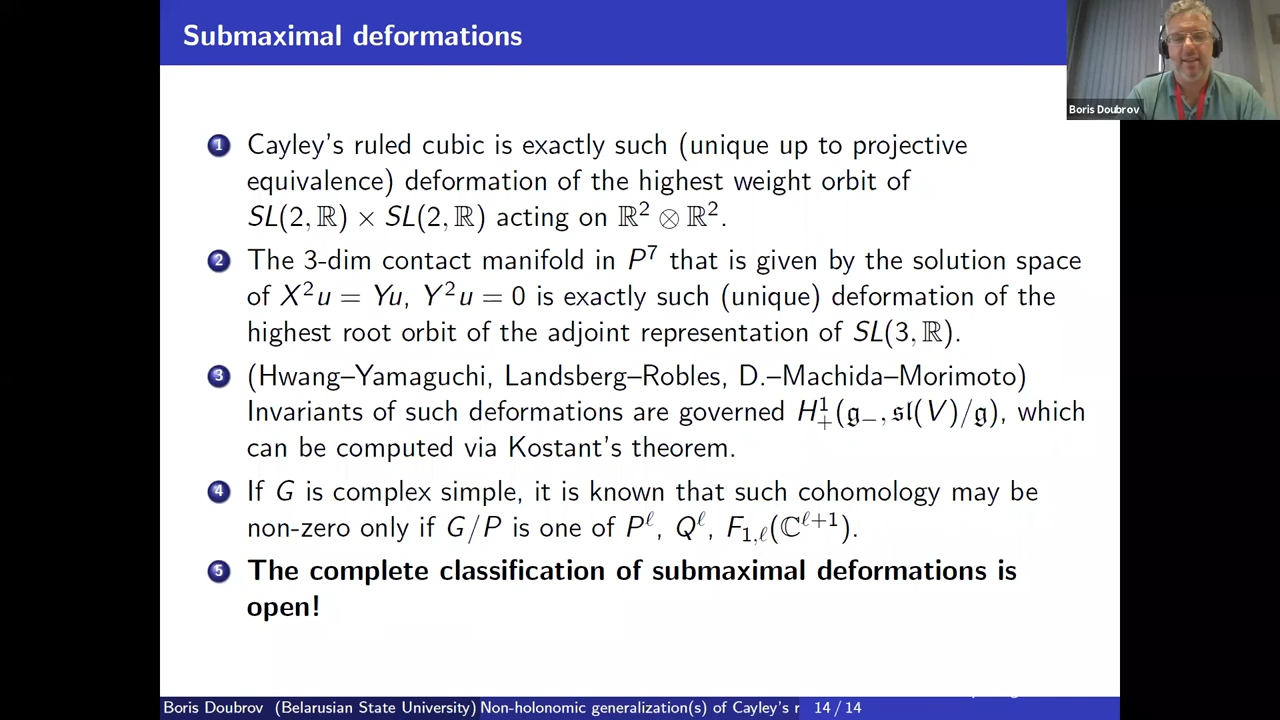 Submaximal deformations
Boris Doubrov
1 Cayley's ruled cubic is exactly such (unique up to projective
equivalence) deformation of the highest weight orbit of
SL(2, ℝ) × SL(2, ℝ) acting on ℝ² ⊗ ℝ².
2 The 3-dim contact manifold in P⁷ that is given by the solution space
of X²u = Yu, Y²u = 0 is exactly such (unique) deformation of the
highest root orbit of the adjoint representation of SL(3, ℝ).
3 (Hwang–Yamaguchi, Landsberg–Robles, D.–Machida–Morimoto)
Invariants of such deformations are governed H¹₊(𝔤₋, 𝔰𝔩(V)/𝔤), which
can be computed via Kostant's theorem.
4 If G is complex simple, it is known that such cohomology may be
non-zero only if G/P is one of Pˡ, Qˡ, F₁,ℓ(ℂˡ⁺¹).
5 The complete classification of submaximal deformations is
open!
Boris Doubrov (Belarusian State University) Non-holonomic generalization(s) of Cayley's r 14 / 14